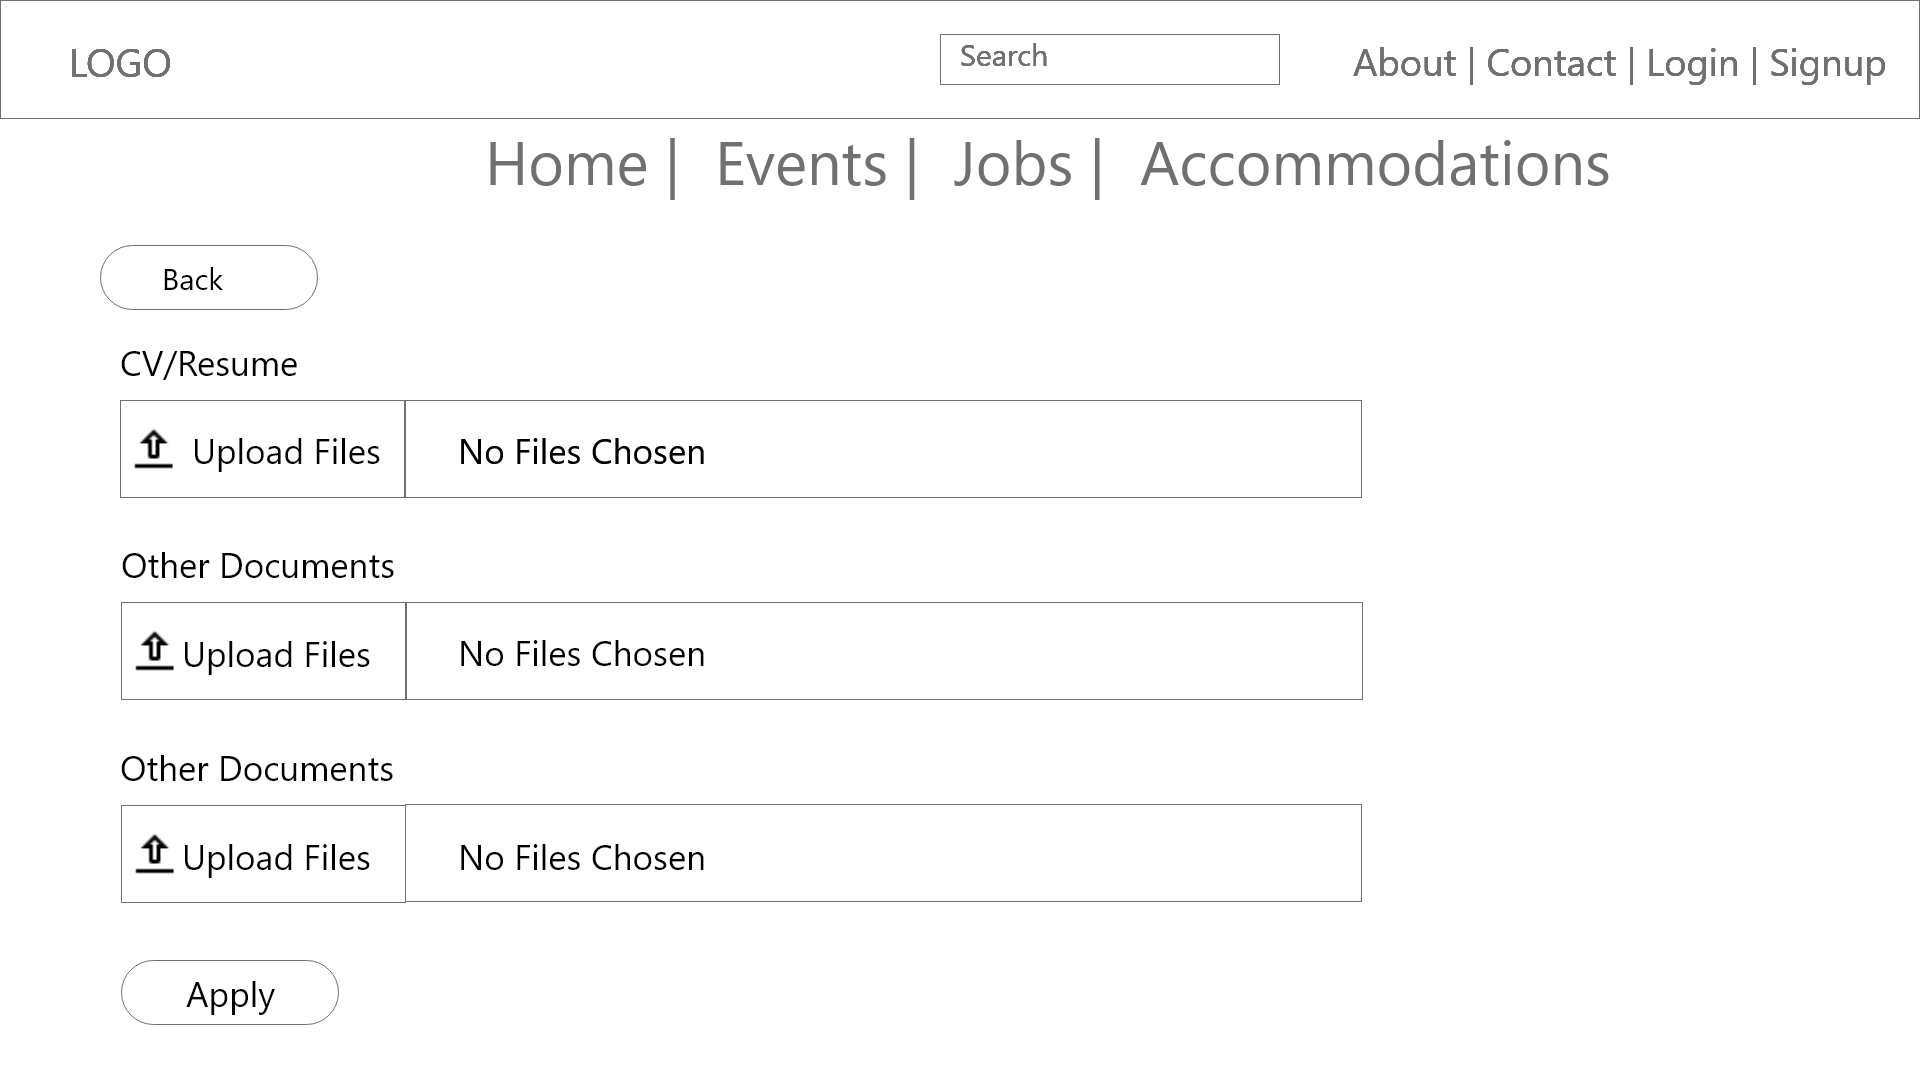 LOGO
Search
About | Contact | Login | Signup
Home | Events | Jobs | Accommodations
Back
CV/Resume
Upload Files No Files Chosen
Other Documents
Upload Files No Files Chosen
Other Documents
Upload Files No Files Chosen
Apply